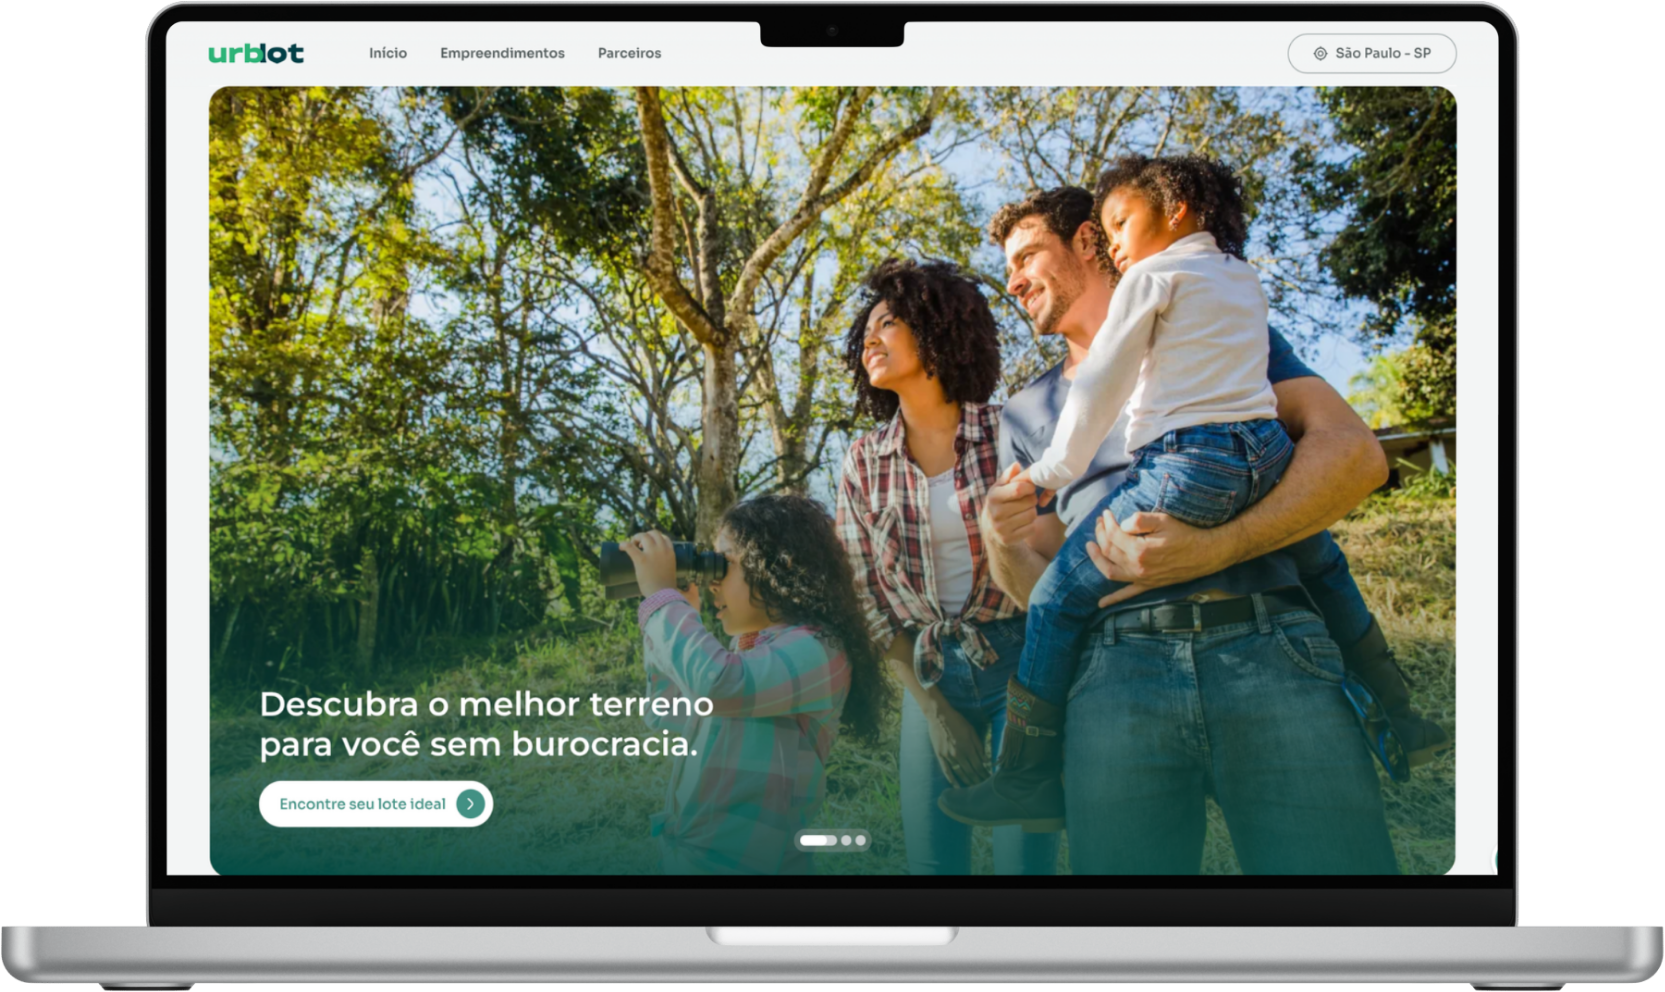 urblot
Início
Empreendimentos
Parceiros
São Paulo - SP
Descubra o melhor terreno
para você sem burocracia.
Encontre seu lote ideal